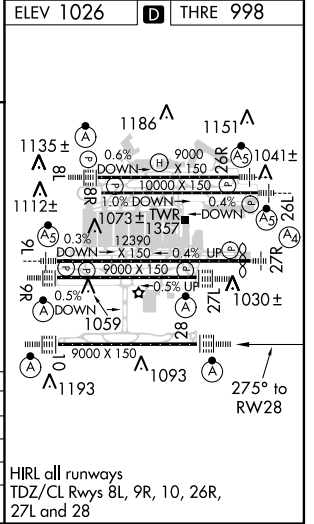 ELEV 1026 D THRE 998
1186
1151
1135 ±
A
P
0.6%
DOWN
H
9000
X 150
26R
A5
1041±
8L
8R
P
10000 X 150
P
1112±
1.0% DOWN
0.4%
DOWN
26L
A5
1073±
TWR
1357
A5
9L
0.3%
DOWN
12390
X 150
0.4% UP
P
27R
A4
P
P
9000 X 150
P
9R
0.5% UP
27L
1030±
A
0.5%
DOWN
1059
A
28
10
9000 X 150
A
1193
1093
A
275° to
RW28
HIRL all runways
TDZ/CL Rwys 8L, 9R, 10, 26R,
27L and 28